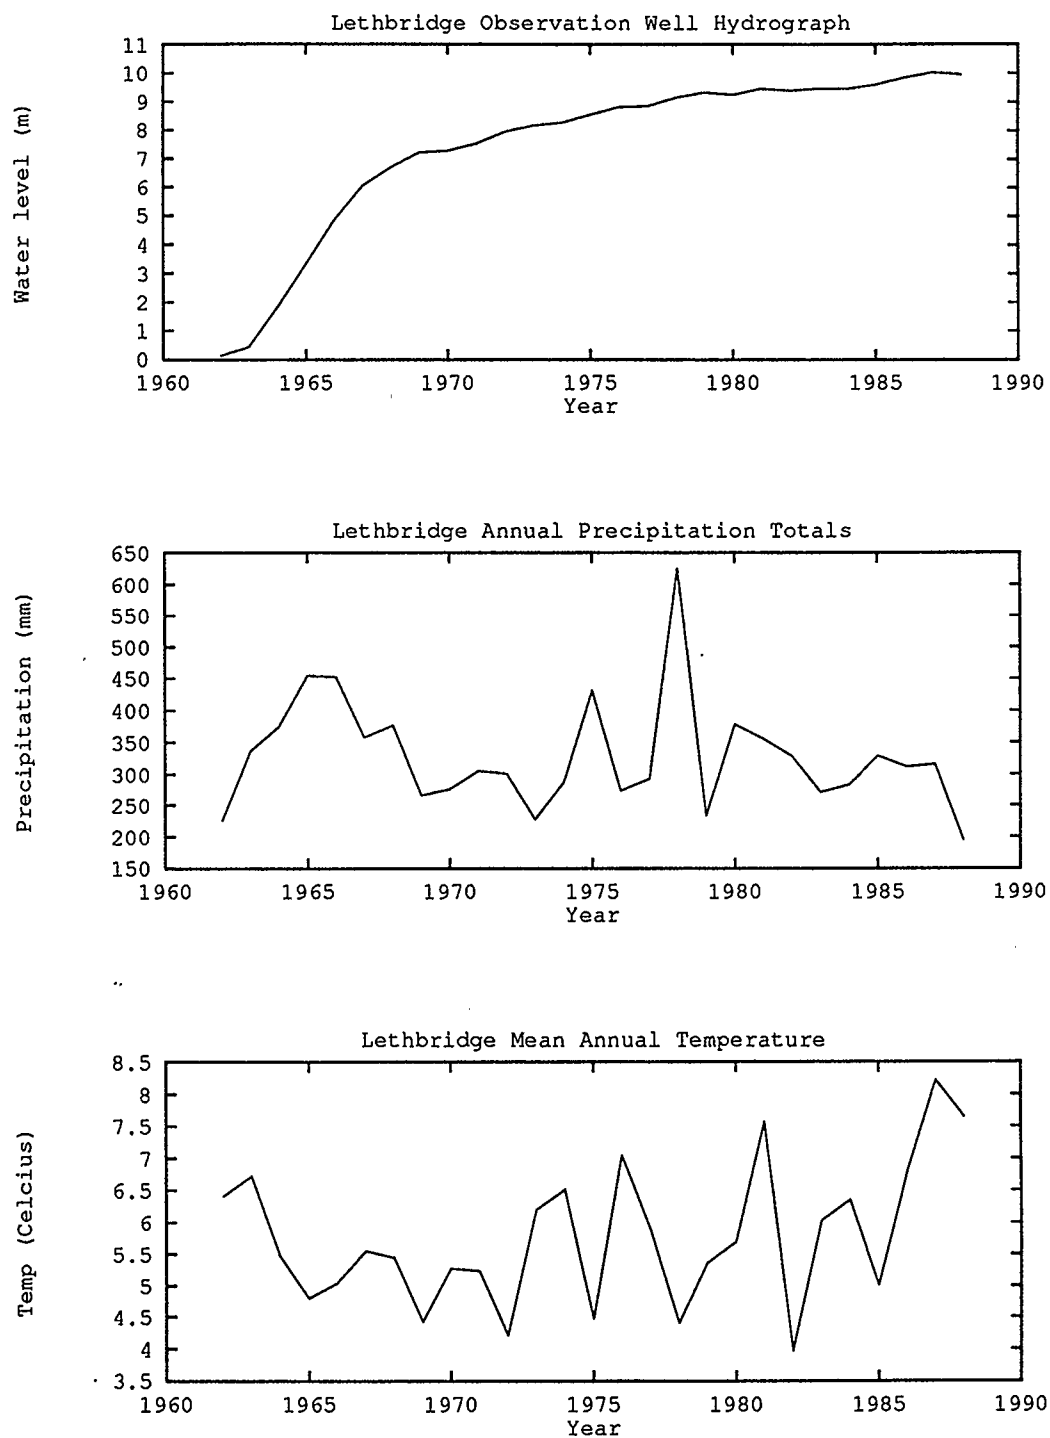 Lethbridge Observation Well Hydrograph
Water level (m)
11
10
9
8
7
6
5
4
3
2
1
0
1960 1965 1970 1975 1980 1985 1990
Year
Lethbridge Annual Precipitation Totals
Precipitation (mm)
650
600
550
500
450
400
350
300
250
200
150
1960 1965 1970 1975 1980 1985 1990
Year
Lethbridge Mean Annual Temperature
Temp (Celcius)
8.5
8
7.5
7
6.5
6
5.5
5
4.5
4
3.5
1960 1965 1970 1975 1980 1985 1990
Year